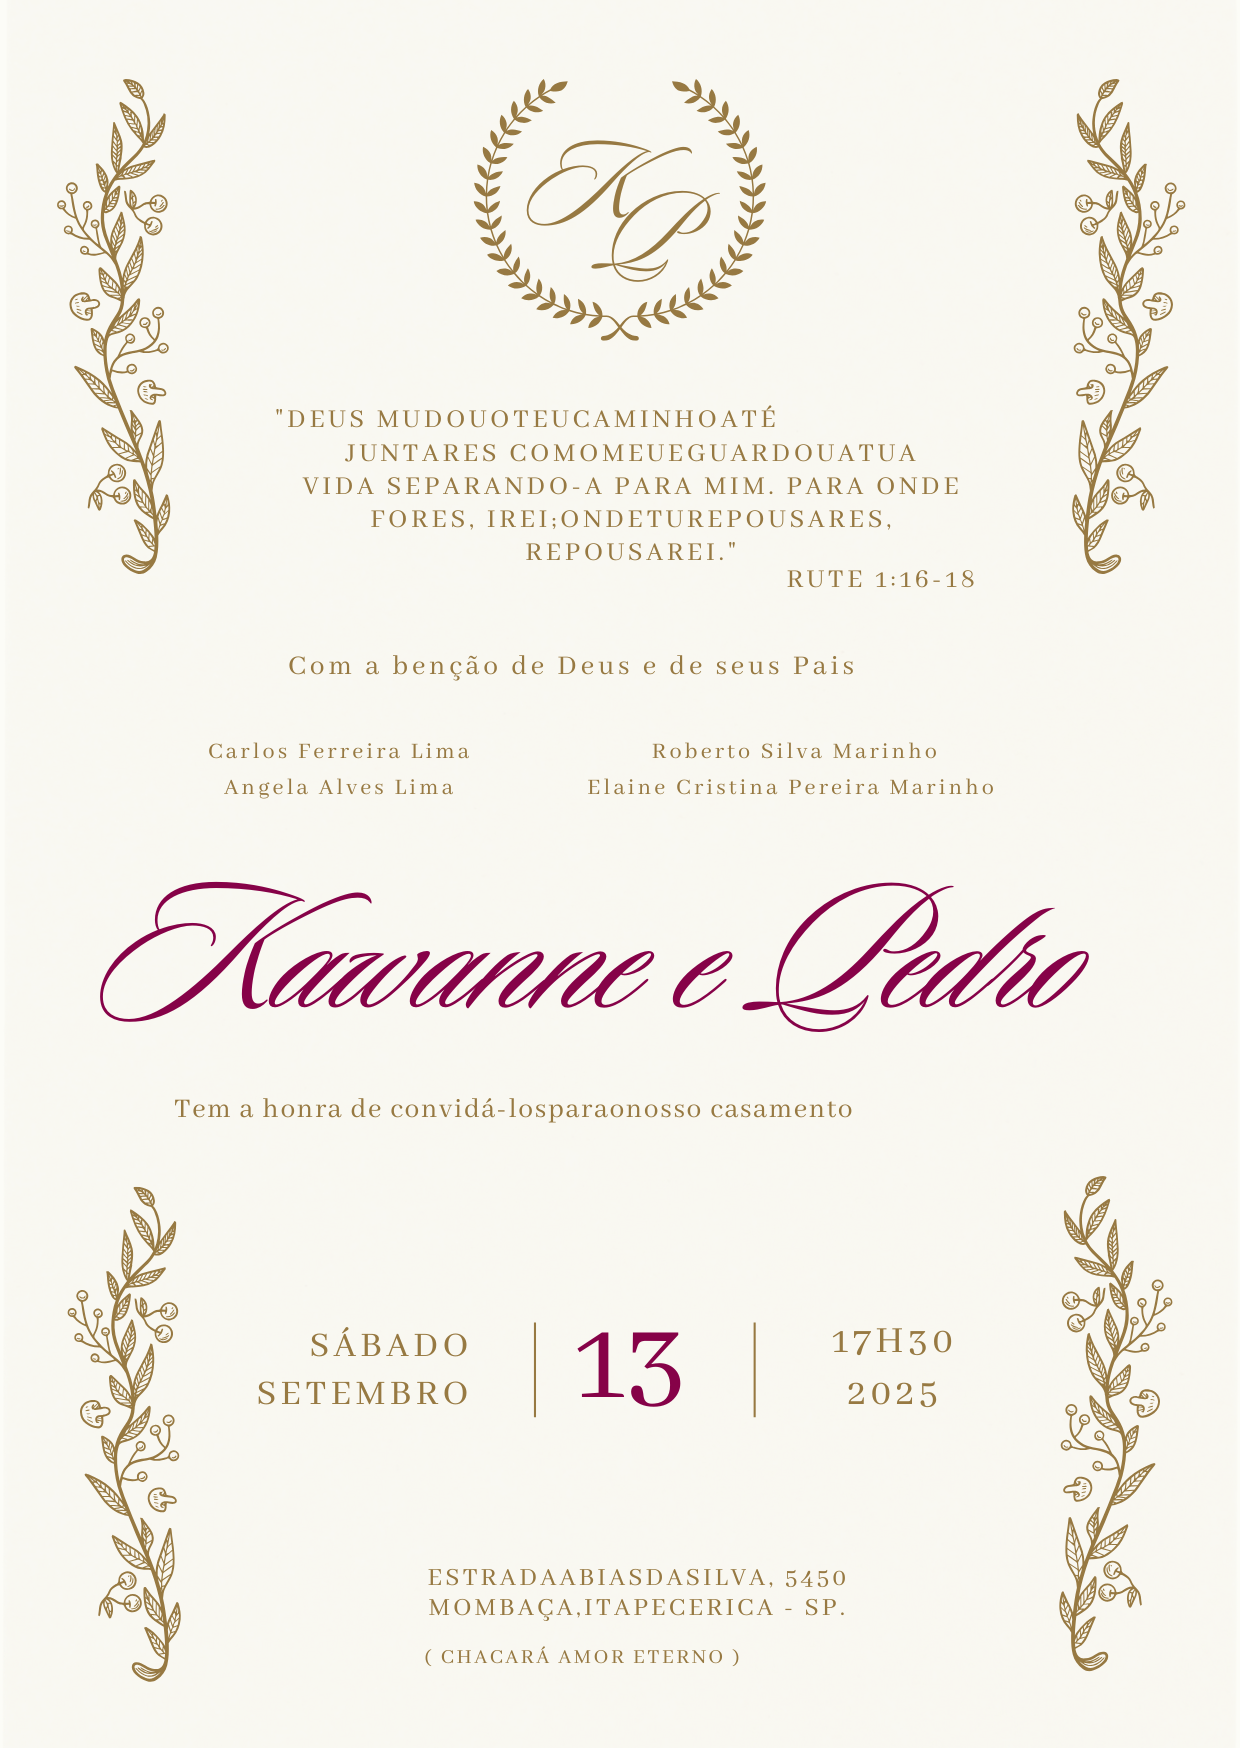 K
P
"DEUS MUDOUOTEUCAMINHOATÉ
JUNTARES COMOMEUEGUARDOUATUA
VIDA SEPARANDO-A PARA MIM. PARA ONDE
FORES, IREI;ONDETUREPOUSARES,
REPOUSAREI."
RUTE 1:16-18
Com a benção de Deus e de seus Pais
Carlos Ferreira Lima
Angela Alves Lima
Roberto Silva Marinho
Elaine Cristina Pereira Marinho
Kawanne e Pedro
Tem a honra de convidá-losparaonosso casamento
SÁBADO
SETEMBRO
13
17H30
2025
ESTRADAABIASDASILVA, 5450
MOMBAÇA,ITAPECERICA - SP.
( CHACARÁ AMOR ETERNO )